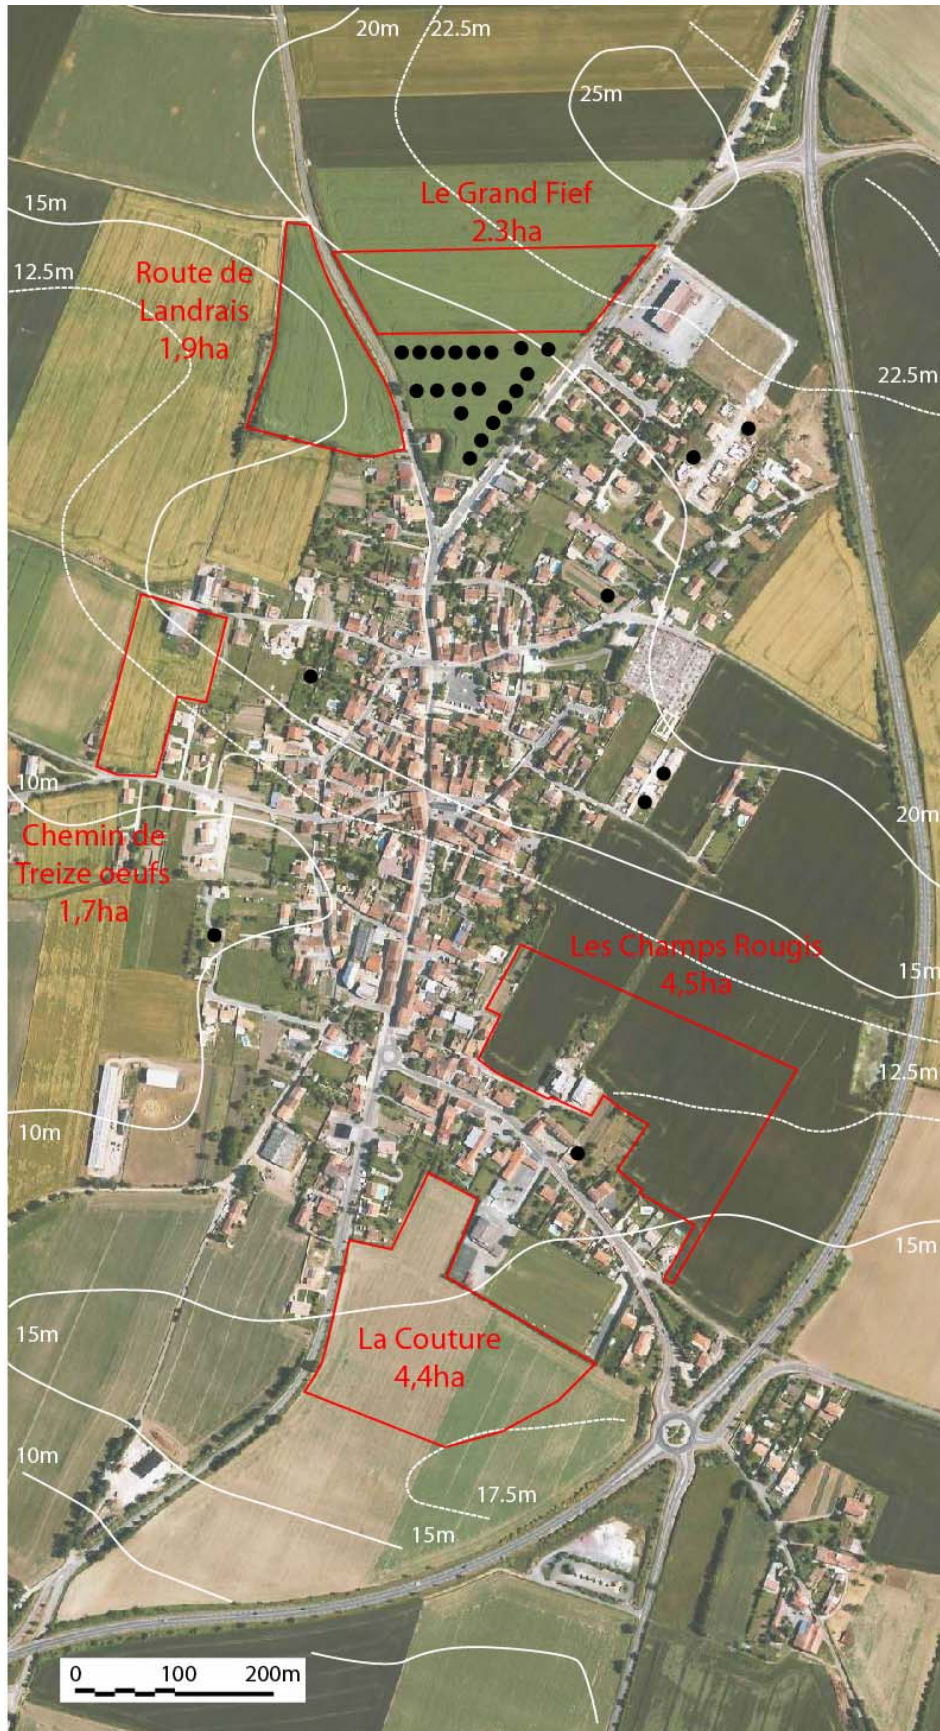 20m
22.5m
25m
Le Grand Fief
2.3ha
15m
12.5m
Route de
Landrais
1,9ha
22.5m
10m
20m
Chemin de
Treize oeufs
1,7ha
Les Champs Rougis
4,5ha
15m
12.5m
10m
15m
15m
La Couture
4,4ha
10m
17.5m
15m
0 100 200m